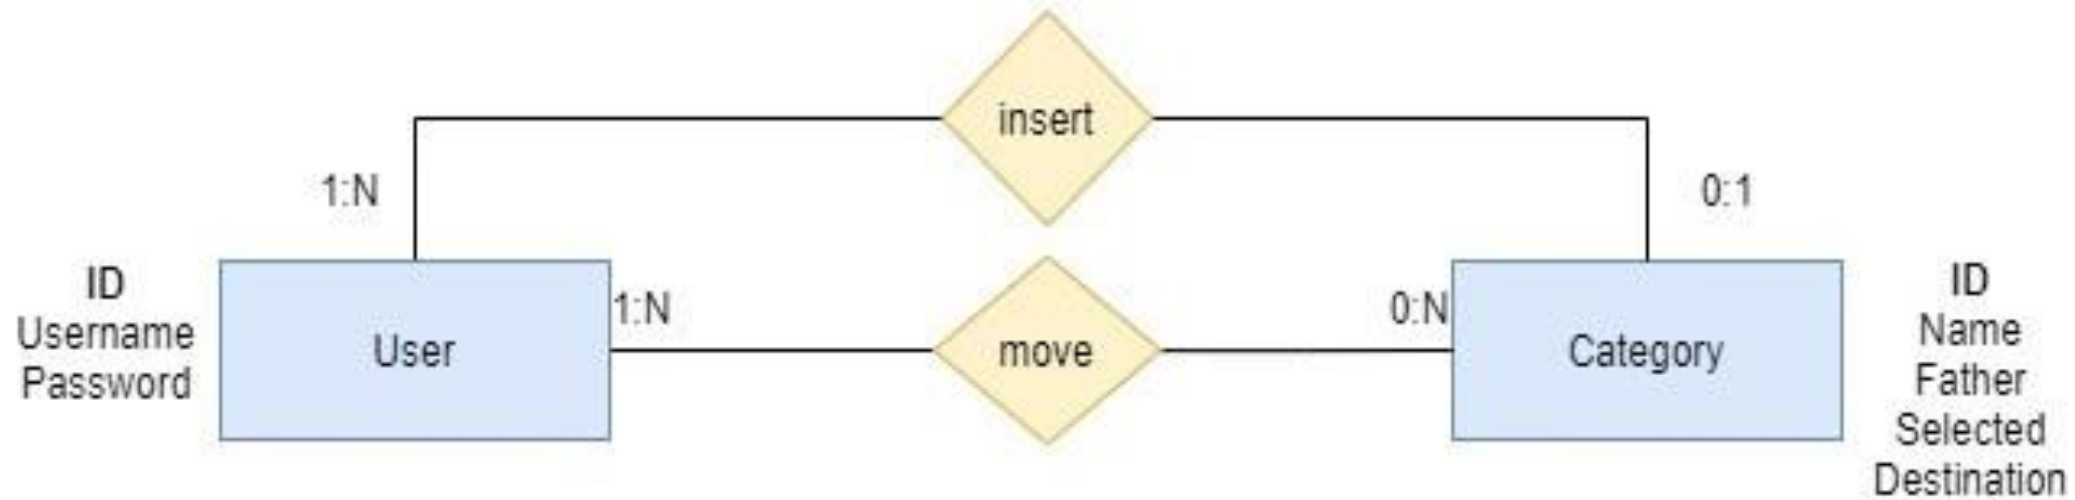 insert
1:N
0:1
ID
Username
Password
User
1:N
move
0:N
Category
ID
Name
Father
Selected
Destination